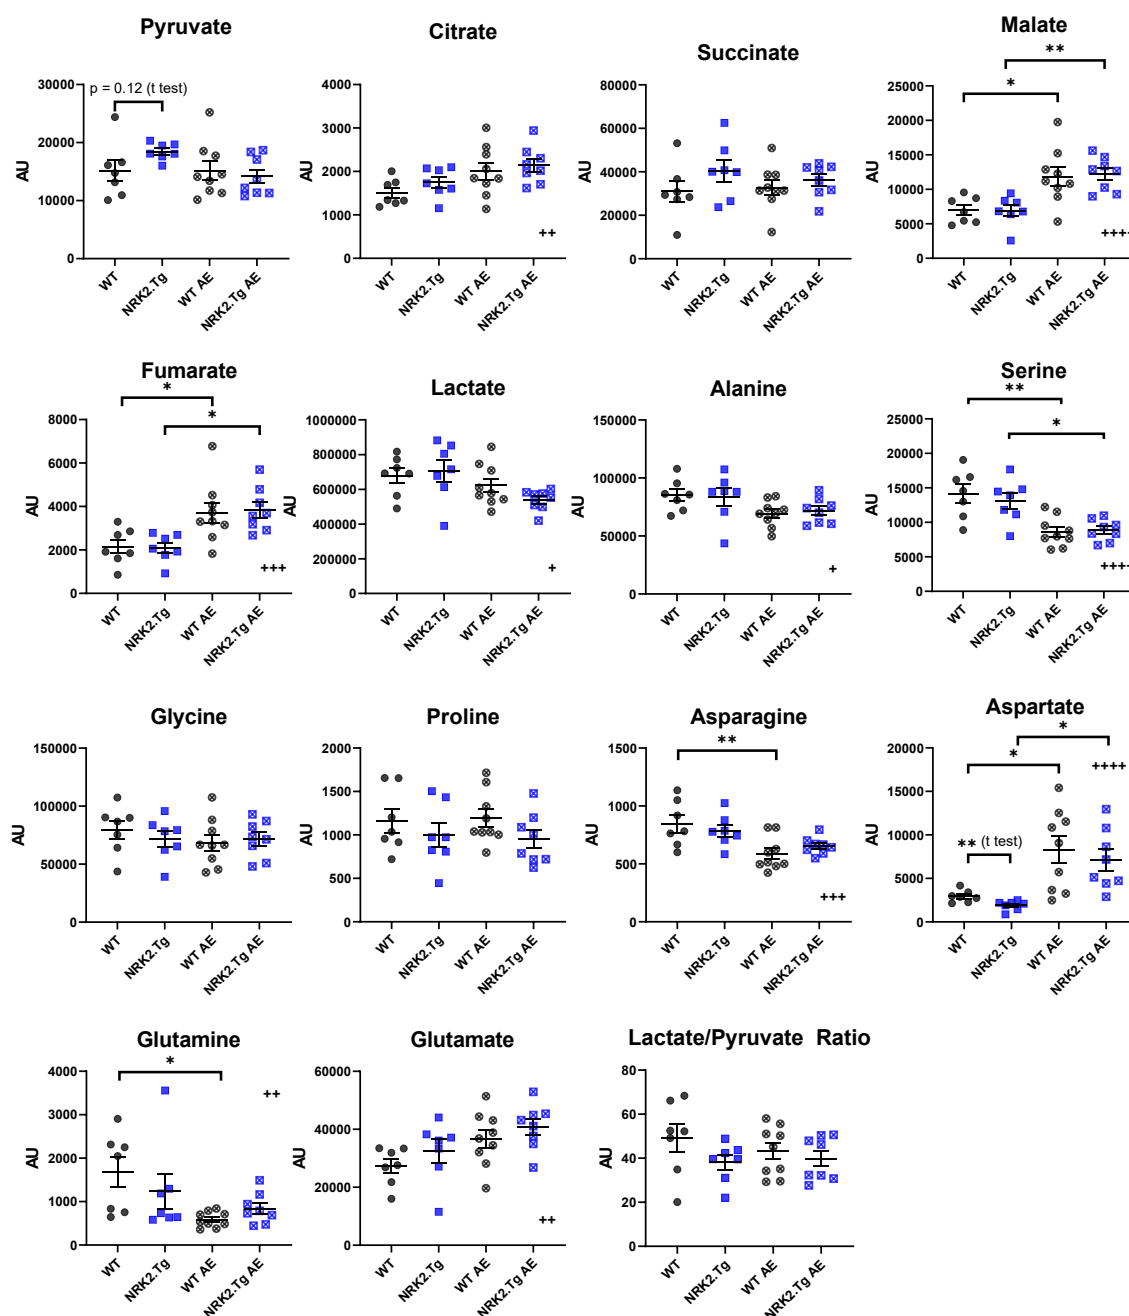 Pyruvate
p = 0.12 (t test)
30000
20000
10000
0
AU
WT
NRK2.Tg
WT AE
NRK2.Tg AE
Citrate
4000
3000
2000
1000
0
AU
++
WT
NRK2.Tg
WT AE
NRK2.Tg AE
Succinate
80000
60000
40000
20000
0
AU
WT
NRK2.Tg
WT AE
NRK2.Tg AE
Malate
**
*
25000
20000
15000
10000
5000
0
AU
++++
WT
NRK2.Tg
WT AE
NRK2.Tg AE
Fumarate
*
*
8000
6000
4000
2000
0
AU
+++
WT
NRK2.Tg
WT AE
NRK2.Tg AE
Lactate
1000000
800000
600000
400000
200000
0
AU
+
WT
NRK2.Tg
WT AE
NRK2.Tg AE
Alanine
150000
100000
50000
0
AU
+
WT
NRK2.Tg
WT AE
NRK2.Tg AE
Serine
**
*
25000
20000
15000
10000
5000
0
AU
++++
WT
NRK2.Tg
WT AE
NRK2.Tg AE
Glycine
150000
100000
50000
0
AU
WT
NRK2.Tg
WT AE
NRK2.Tg AE
Proline
2000
1500
1000
500
0
AU
WT
NRK2.Tg
WT AE
NRK2.Tg AE
Asparagine
**
1500
1000
500
0
AU
+++
WT
NRK2.Tg
WT AE
NRK2.Tg AE
Aspartate
*
*
++++
** (t test)
20000
15000
10000
5000
0
AU
WT
NRK2.Tg
WT AE
NRK2.Tg AE
Glutamine
*
++
4000
3000
2000
1000
0
AU
WT
NRK2.Tg
WT AE
NRK2.Tg AE
Glutamate
60000
40000
20000
0
AU
++
WT
NRK2.Tg
WT AE
NRK2.Tg AE
Lactate/Pyruvate Ratio
80
60
40
20
0
AU
WT
NRK2.Tg
WT AE
NRK2.Tg AE